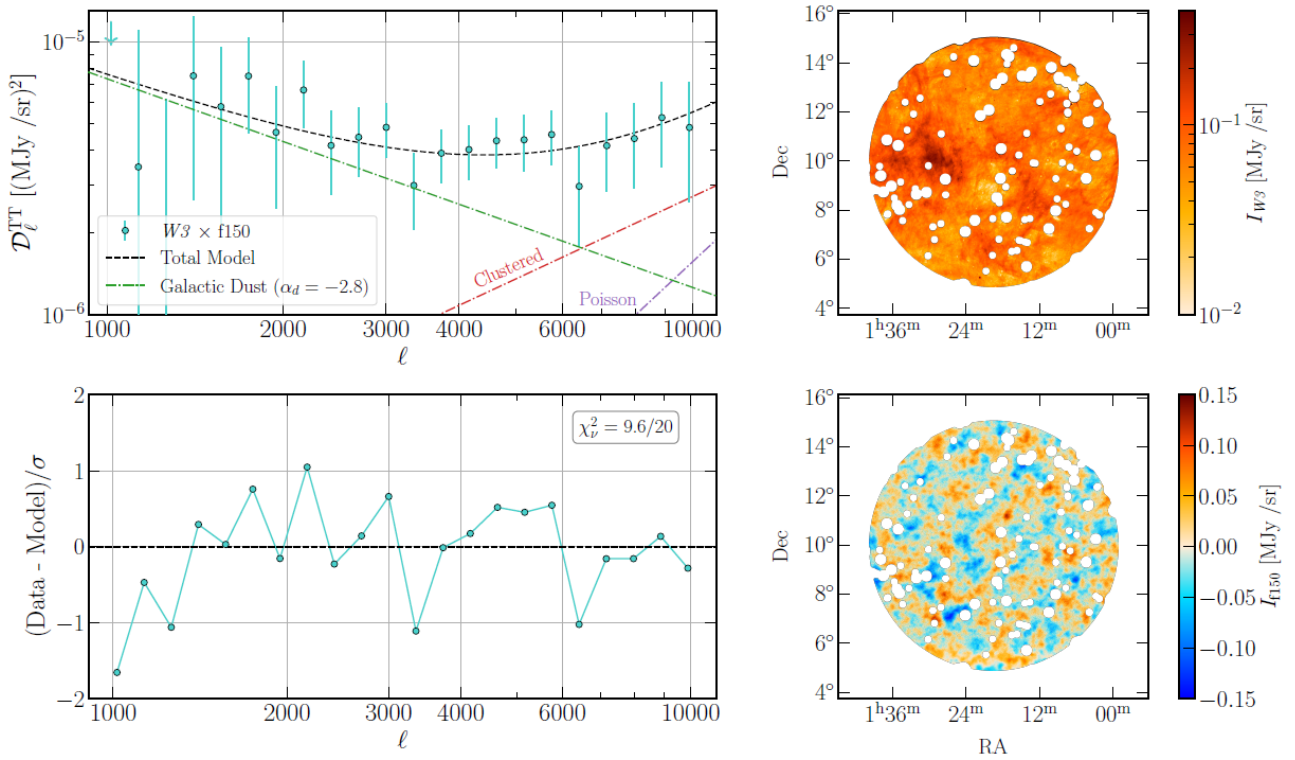 10⁻⁵
10⁻⁶
𝒟_ℓ^TT [(MJy /sr)²]
W3 × f150
Total Model
Galactic Dust (α_d = −2.8)
Clustered
Poisson
1000
2000
3000
4000
6000
10000
ℓ
16°
14°
12°
10°
8°
6°
4°
Dec
1ʰ36ᵐ
24ᵐ
12ᵐ
00ᵐ
10⁻¹
10⁻²
I_W3 [MJy /sr]
2
1
0
−1
−2
(Data - Model)/σ
χ²_ν = 9.6/20
1000
2000
3000
4000
6000
10000
ℓ
16°
14°
12°
10°
8°
6°
4°
Dec
1ʰ36ᵐ
24ᵐ
12ᵐ
00ᵐ
RA
0.15
0.10
0.05
0.00
−0.05
−0.10
−0.15
I_f150 [MJy /sr]